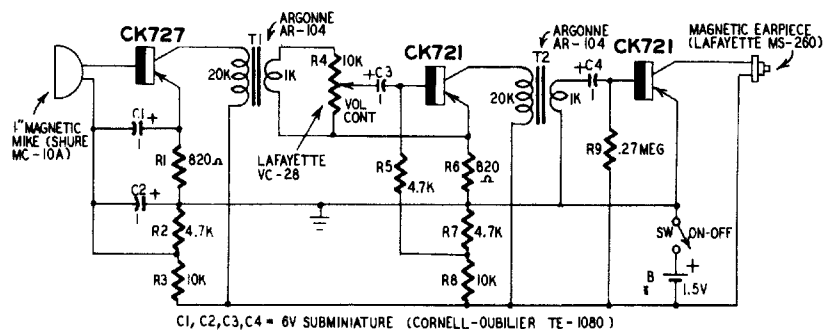 CK727
T1
ARGONNE
AR-104
20K
1K
R4
10K
VOL
CONT
LAFAYETTE
VC-28
+C3
1
CK721
ARGONNE
AR-104
T2
20K
1K
+C4
1
CK721
MAGNETIC EARPIECE
(LAFAYETTE MS-260)
1" MAGNETIC
MIKE (SHURE
MC-10A)
C1 +
1
R1
820Ω
C2 +
1
R2
4.7K
R3
10K
R5
4.7K
R6
820
Ω
R7
4.7K
R8
10K
R9
.27 MEG
SW
ON-OFF
B
+
1.5V
C1, C2, C3, C4 = 6V SUBMINIATURE (CORNELL-OUBILIER TE-1080)